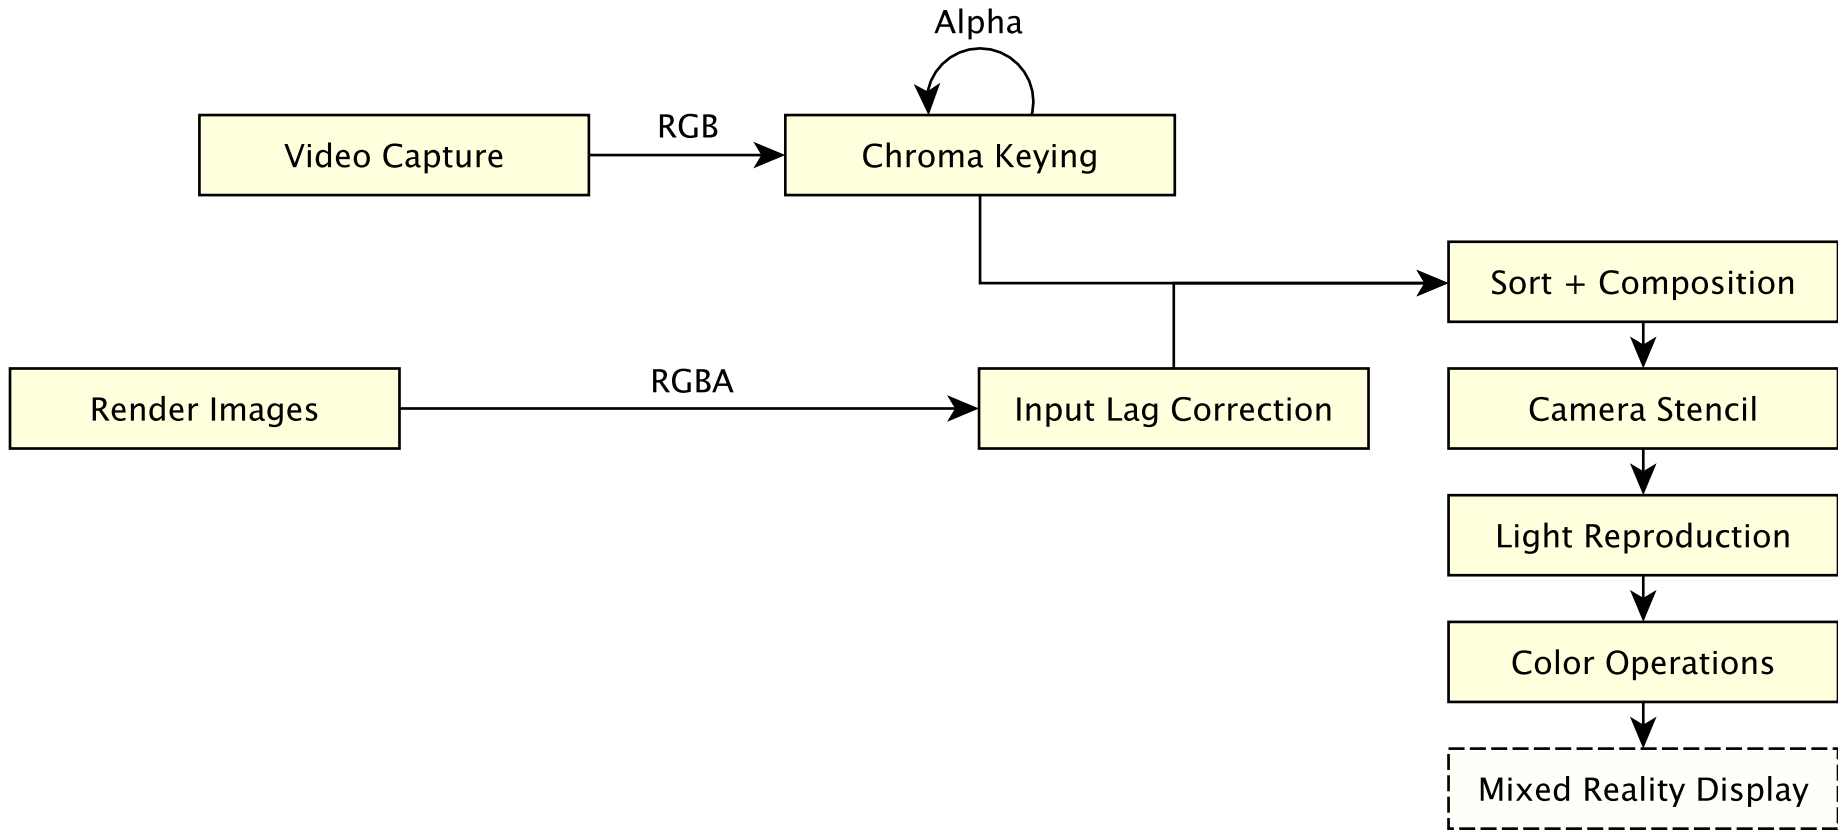 Alpha
Video Capture
RGB
Chroma Keying
Sort + Composition
Render Images
RGBA
Input Lag Correction
Camera Stencil
Light Reproduction
Color Operations
Mixed Reality Display